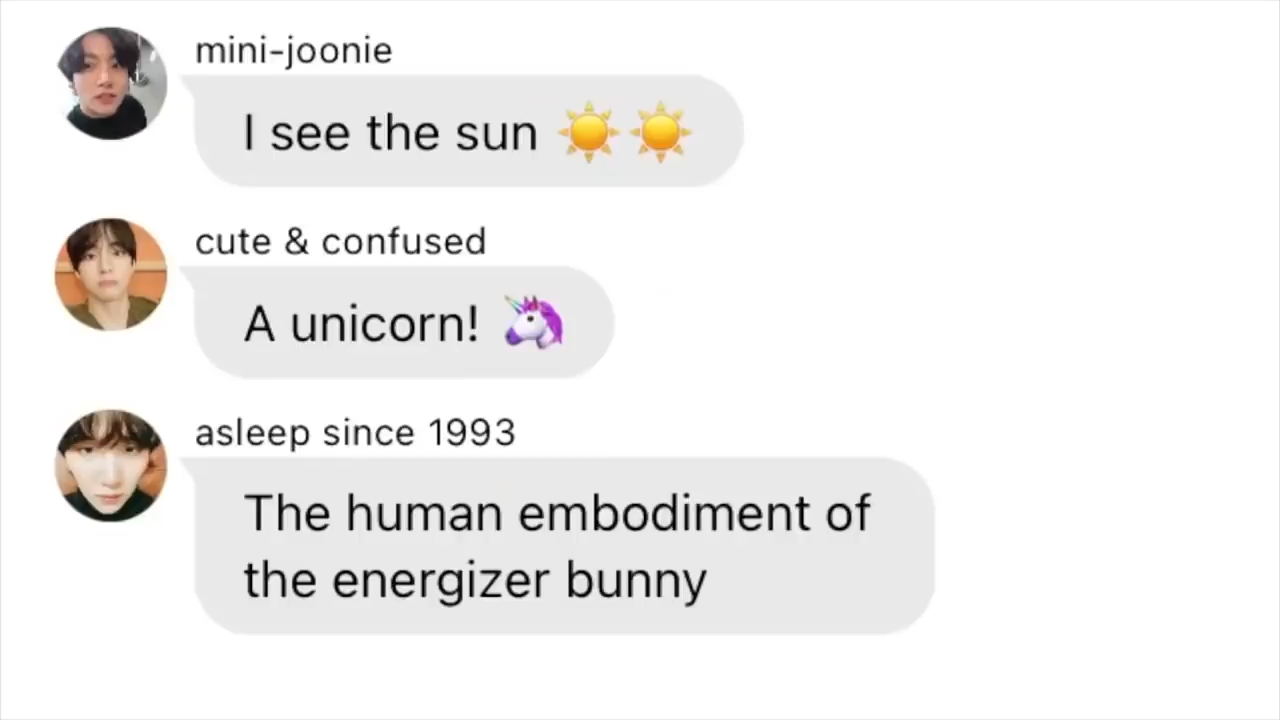 mini-joonie
I see the sun ☀️☀️
cute & confused
A unicorn! 🦄
asleep since 1993
The human embodiment of
the energizer bunny